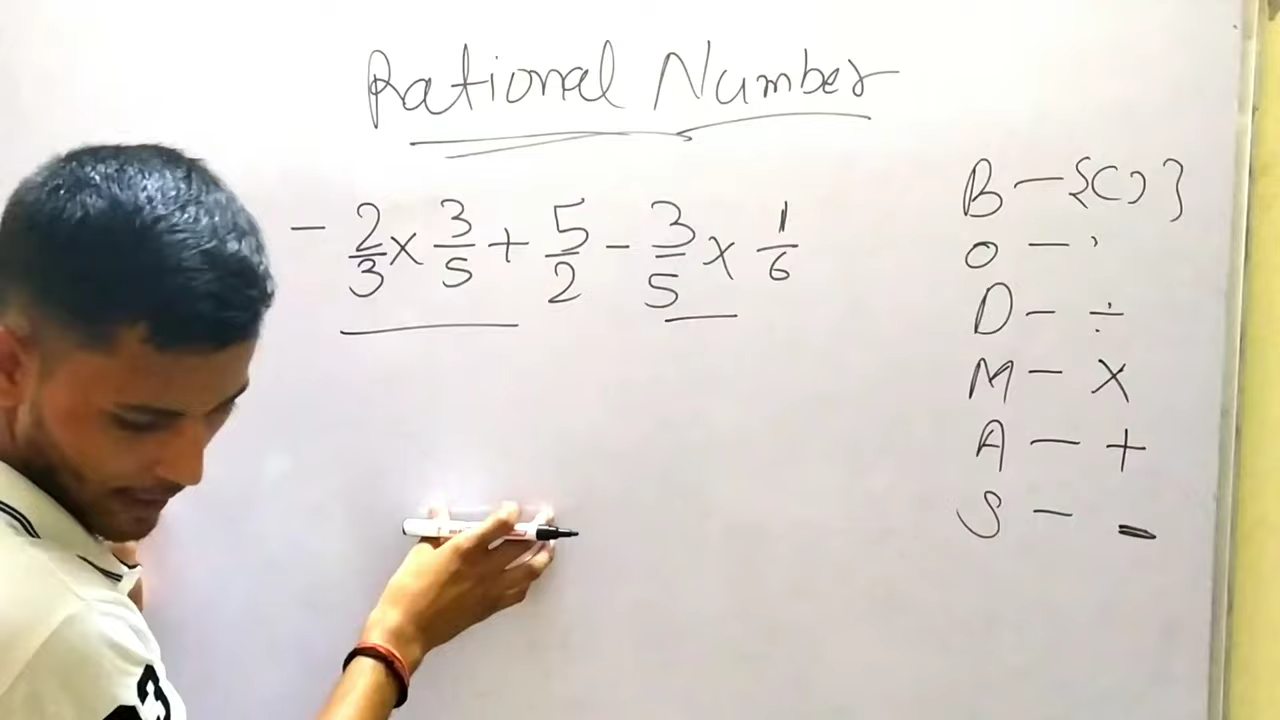 Rational Number
- 2/3 x 3/5 + 5/2 - 3/5 x 1/6
B - {( )}
O - ,
D - ÷
M - x
A - +
S - -